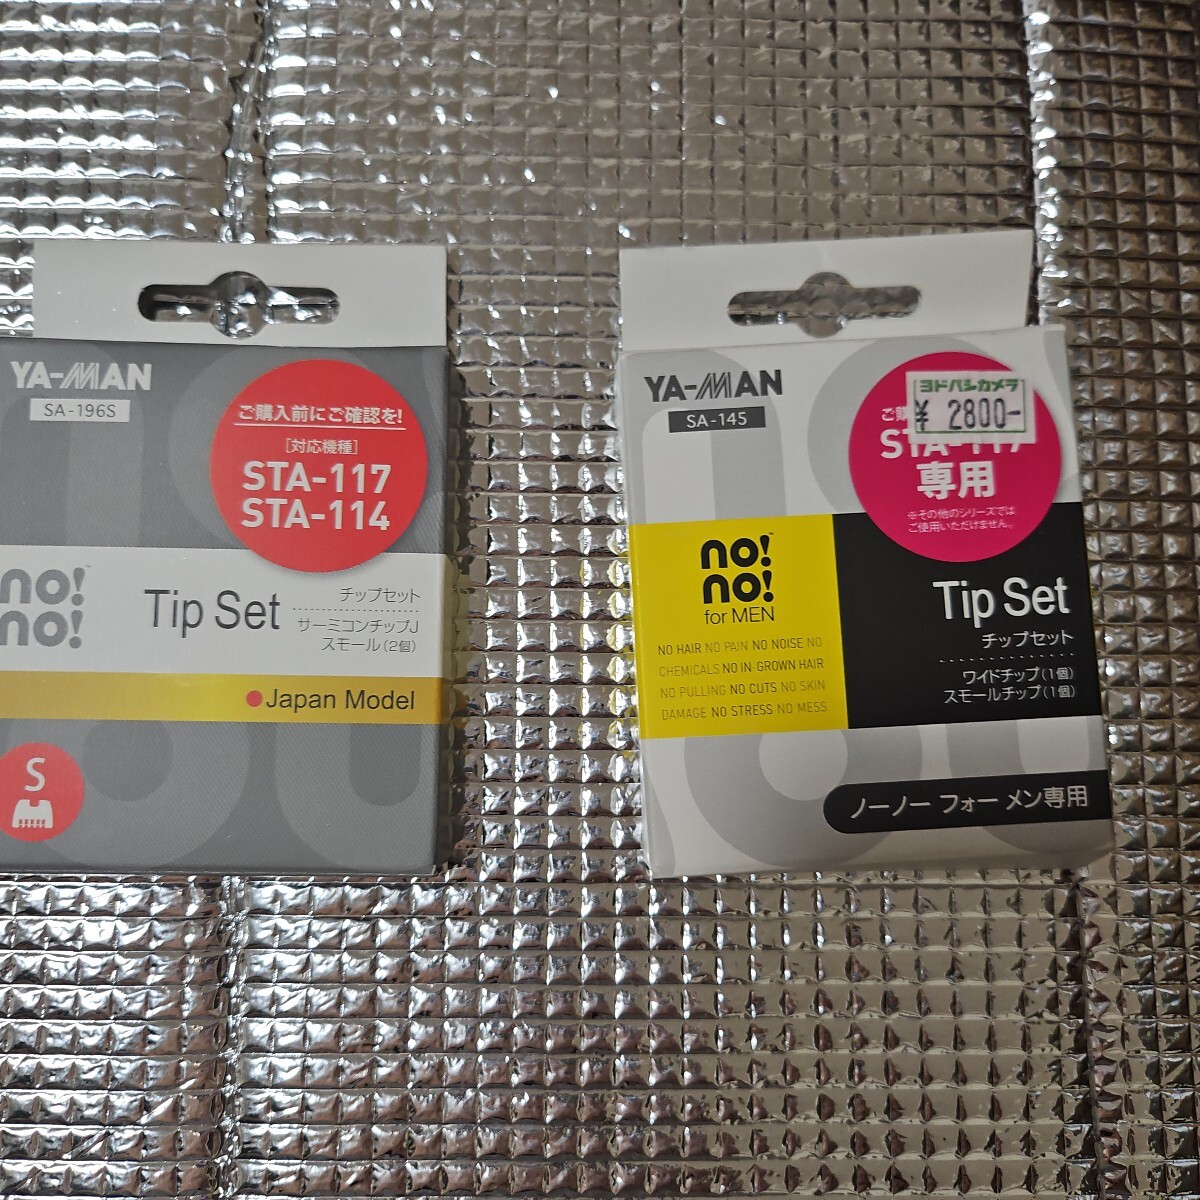 YA-MAN
SA-196S
ご購入前にご確認を!
[対応機種]
STA-117
STA-114
no!
no!
Tip Set
チップセット
サーミコンチップJ
スモール(2個)
Japan Model
S
YA-MAN
SA-145
ヨドバシカメラ
¥ 2800-
STA-117
専用
※その他のシリーズでは
ご使用いただけません。
no!
no!
for MEN
NO HAIR NO PAIN NO NOISE NO
CHEMICALS NO IN-GROWN HAIR
NO PULLING NO CUTS NO SKIN
DAMAGE NO STRESS NO MESS
Tip Set
チップセット
ワイドチップ(1個)
スモールチップ(1個)
ノーノー フォー メン専用